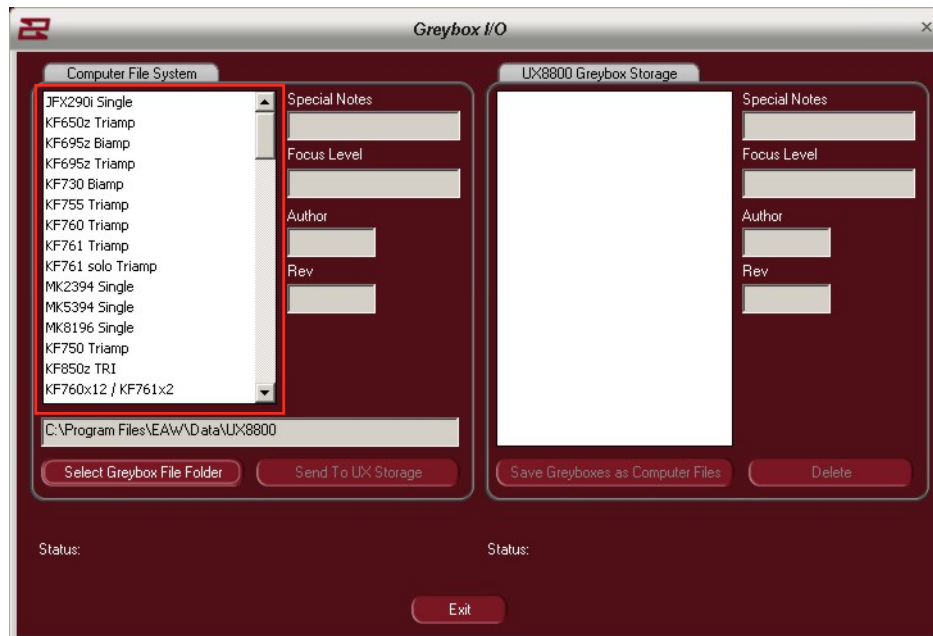 Greybox I/O
Computer File System
JFX290i Single
KF650z Triamp
KF695z Biamp
KF695z Triamp
KF730 Biamp
KF755 Triamp
KF760 Triamp
KF761 Triamp
KF761 solo Triamp
MK2394 Single
MK5394 Single
MK8196 Single
KF750 Triamp
KF850z TRI
KF760x12 / KF761x2
Special Notes
Focus Level
Author
Rev
C:\Program Files\EAW\Data\UX8800
Select Greybox File Folder
Send To UX Storage
Status:
UX8800 Greybox Storage
Special Notes
Focus Level
Author
Rev
Save Greyboxes as Computer Files
Delete
Status:
Exit